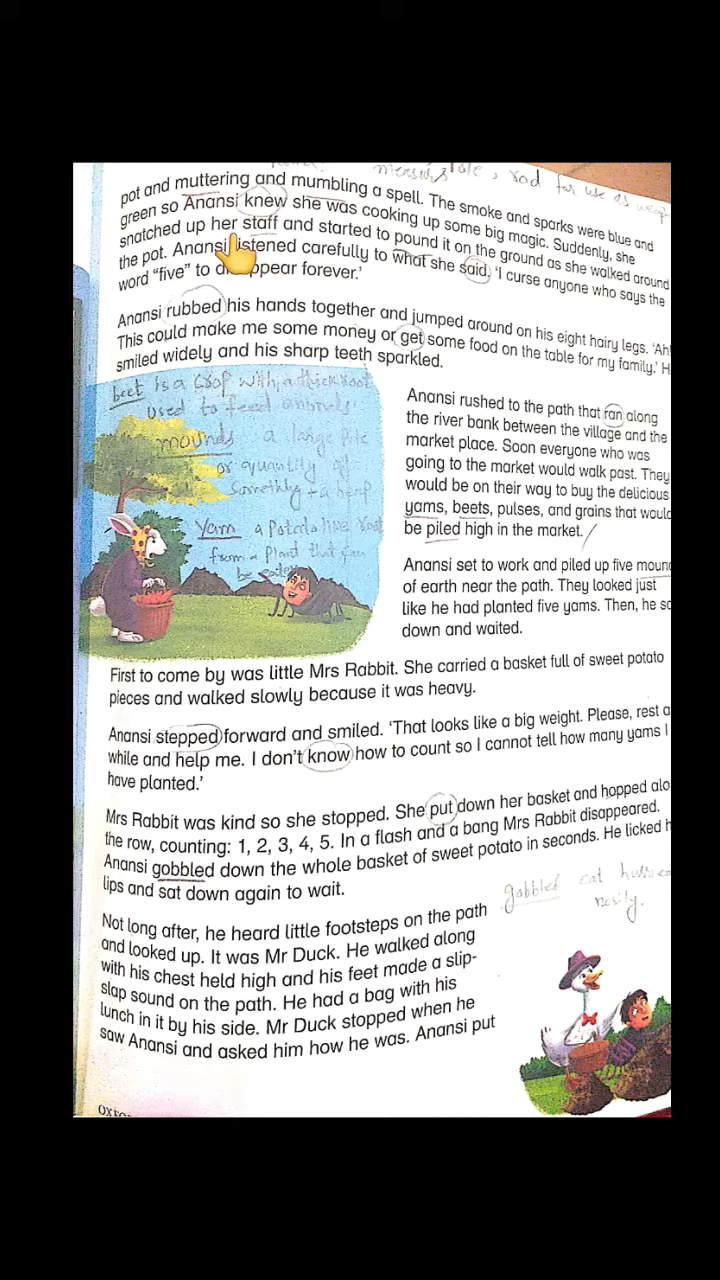 measuring , rod for use as
pot and muttering and mumbling a spell. The smoke and sparks were blue and
green so Anansi knew she was cooking up some big magic. Suddenly, she
snatched up her staff and started to pound it on the ground as she walked around
the pot. Anansi listened carefully to what she said, ‘I curse anyone who says the
word “five” to disappear forever.’
Anansi rubbed his hands together and jumped around on his eight hairy legs. ‘Ah
This could make me some money or get some food on the table for my family.’ H
smiled widely and his sharp teeth sparkled.
beet is a crop with a thick root
used to feed animals.
mounds a large pile
or quantity of
something + a heap
Yam a Potato like root
from a Plant that can
be eaten
Anansi rushed to the path that ran along
the river bank between the village and the
market place. Soon everyone who was
going to the market would walk past. They
would be on their way to buy the delicious
yams, beets, pulses, and grains that would
be piled high in the market.
Anansi set to work and piled up five moun
of earth near the path. They looked just
like he had planted five yams. Then, he sa
down and waited.
First to come by was little Mrs Rabbit. She carried a basket full of sweet potato
pieces and walked slowly because it was heavy.
Anansi stepped forward and smiled. ‘That looks like a big weight. Please, rest a
while and help me. I don’t know how to count so I cannot tell how many yams I
have planted.’
Mrs Rabbit was kind so she stopped. She put down her basket and hopped alo
the row, counting: 1, 2, 3, 4, 5. In a flash and a bang Mrs Rabbit disappeared.
Anansi gobbled down the whole basket of sweet potato in seconds. He licked h
lips and sat down again to wait.
gobbled eat
Not long after, he heard little footsteps on the path
and looked up. It was Mr Duck. He walked along
with his chest held high and his feet made a slip-
slap sound on the path. He had a bag with his
lunch in it by his side. Mr Duck stopped when he
saw Anansi and asked him how he was. Anansi put